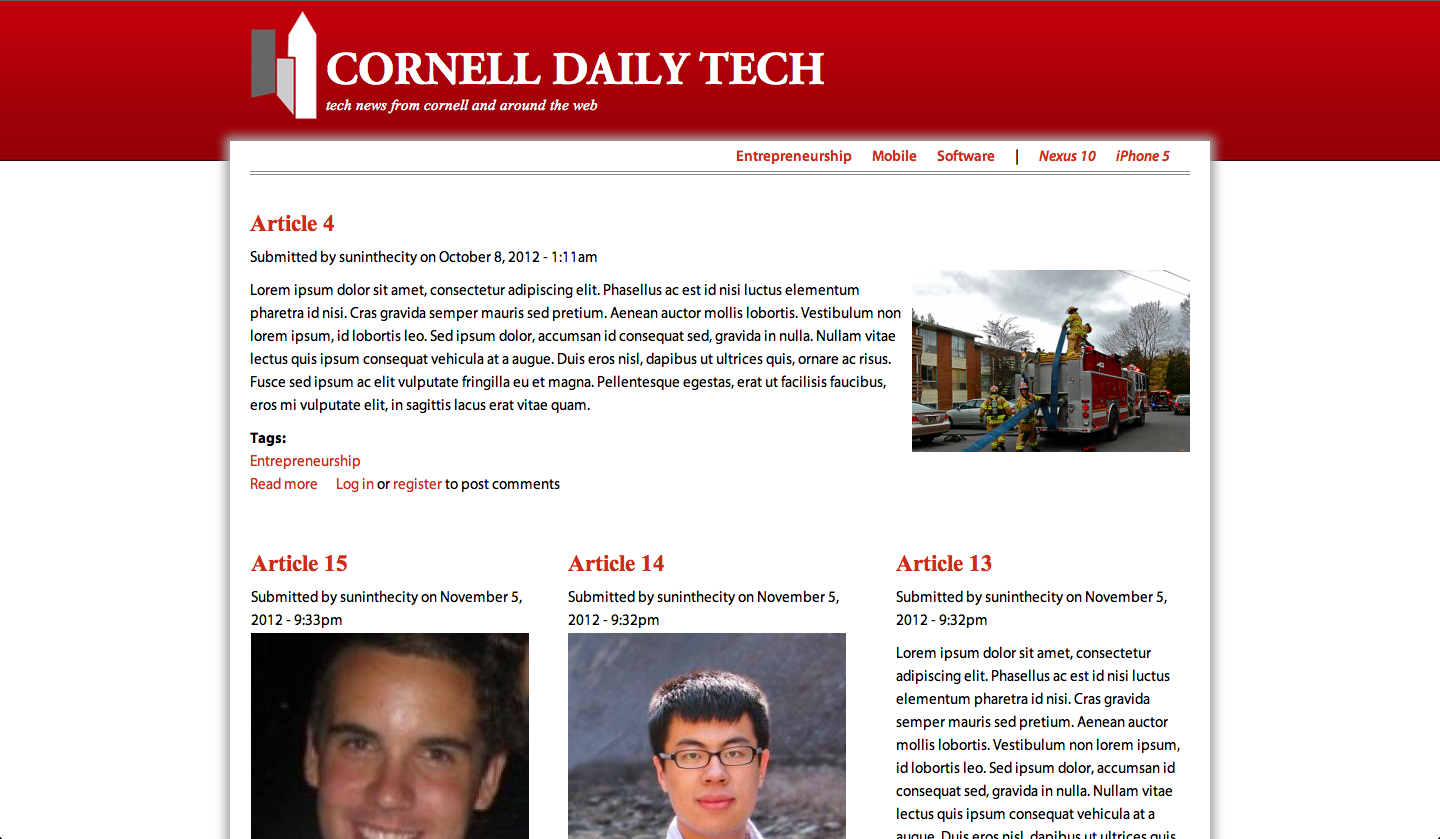 CORNELL DAILY TECH
tech news from cornell and around the web
Entrepreneurship Mobile Software | Nexus 10 iPhone 5
Article 4
Submitted by suninthecity on October 8, 2012 - 1:11am
Lorem ipsum dolor sit amet, consectetur adipiscing elit. Phasellus ac est id nisi luctus elementum
pharetra id nisi. Cras gravida semper mauris sed pretium. Aenean auctor mollis lobortis. Vestibulum non
lorem ipsum, id lobortis leo. Sed ipsum dolor, accumsan id consequat sed, gravida in nulla. Nullam vitae
lectus quis ipsum consequat vehicula at a augue. Duis eros nisl, dapibus ut ultrices quis, ornare ac risus.
Fusce sed ipsum ac elit vulputate fringilla eu et magna. Pellentesque egestas, erat ut facilisis faucibus,
eros mi vulputate elit, in sagittis lacus erat vitae quam.
Tags:
Entrepreneurship
Read more Log in or register to post comments
Article 15
Submitted by suninthecity on November 5,
2012 - 9:33pm
Article 14
Submitted by suninthecity on November 5,
2012 - 9:32pm
Article 13
Submitted by suninthecity on November 5,
2012 - 9:32pm
Lorem ipsum dolor sit amet, consectetur
adipiscing elit. Phasellus ac est id nisi luctus
elementum pharetra id nisi. Cras gravida
semper mauris sed pretium. Aenean auctor
mollis lobortis. Vestibulum non lorem ipsum,
id lobortis leo. Sed ipsum dolor, accumsan id
consequat sed, gravida in nulla. Nullam vitae
lectus quis ipsum consequat vehicula at a
augue. Duis eros nisl, dapibus ut ultrices quis,